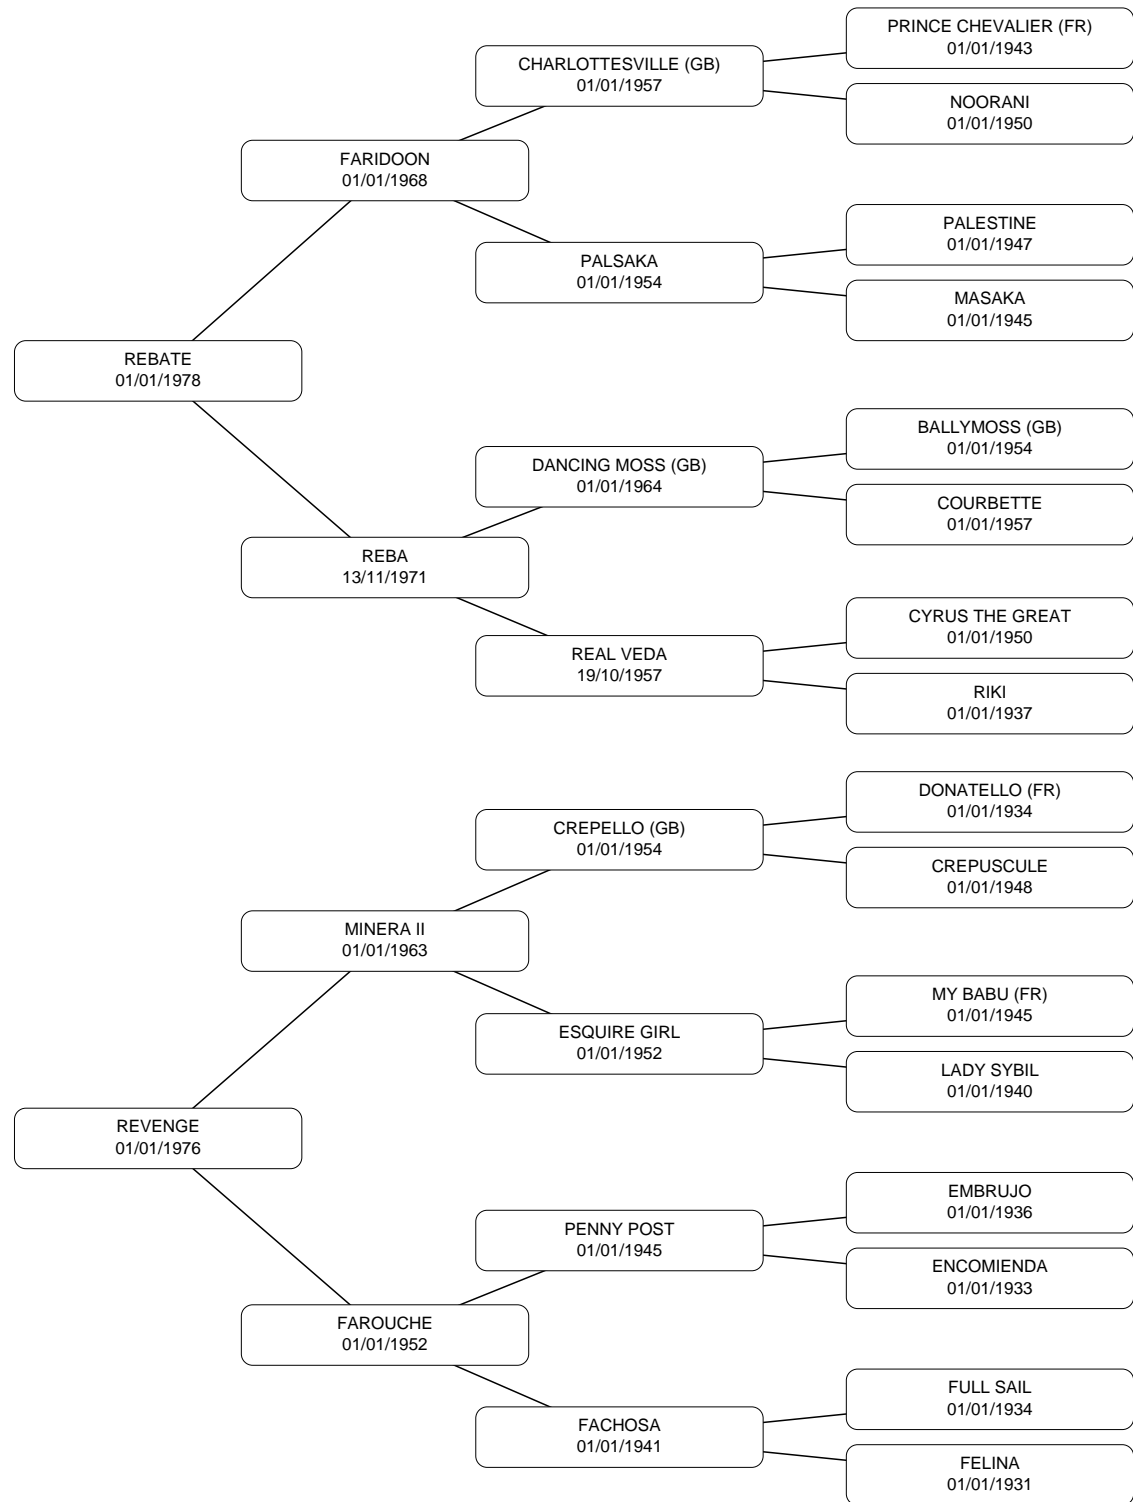 PRINCE CHEVALIER (FR)
01/01/1943
CHARLOTTESVILLE (GB)
01/01/1957
NOORANI
01/01/1950
FARIDOON
01/01/1968
PALESTINE
01/01/1947
PALSAKA
01/01/1954
MASAKA
01/01/1945
REBATE
01/01/1978
BALLYMOSS (GB)
01/01/1954
DANCING MOSS (GB)
01/01/1964
COURBETTE
01/01/1957
REBA
13/11/1971
CYRUS THE GREAT
01/01/1950
REAL VEDA
19/10/1957
RIKI
01/01/1937
DONATELLO (FR)
01/01/1934
CREPELLO (GB)
01/01/1954
CREPUSCULE
01/01/1948
MINERA II
01/01/1963
MY BABU (FR)
01/01/1945
ESQUIRE GIRL
01/01/1952
LADY SYBIL
01/01/1940
REVENGE
01/01/1976
EMBRUJO
01/01/1936
PENNY POST
01/01/1945
ENCOMIENDA
01/01/1933
FAROUCHE
01/01/1952
FULL SAIL
01/01/1934
FACHOSA
01/01/1941
FELINA
01/01/1931